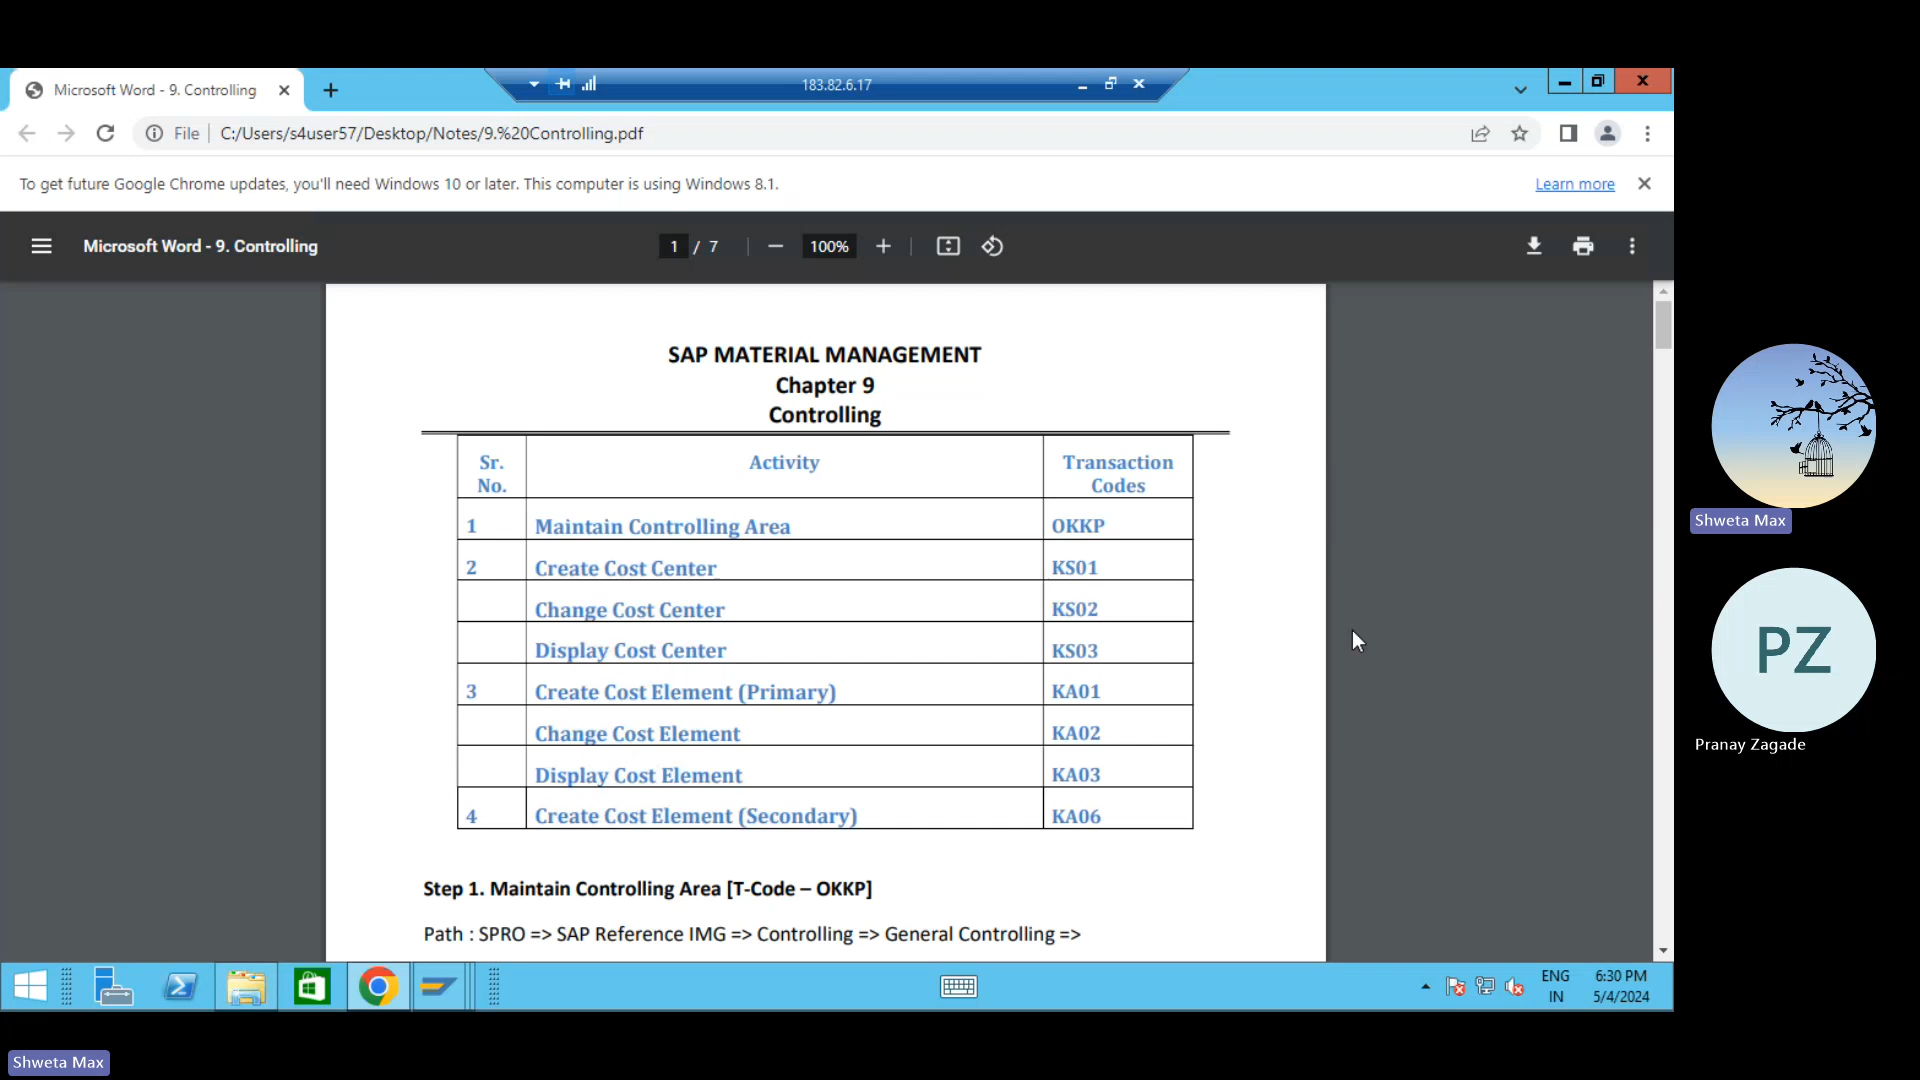 Microsoft Word - 9. Controlling
183.82.6.17
File
C:/Users/s4user57/Desktop/Notes/9.%20Controlling.pdf
To get future Google Chrome updates, you'll need Windows 10 or later. This computer is using Windows 8.1.
Learn more
Microsoft Word - 9. Controlling
1 / 7
100%
SAP MATERIAL MANAGEMENT
Chapter 9
Controlling
Sr. No. Activity Transaction Codes
1 Maintain Controlling Area OKKP
2 Create Cost Center KS01
Change Cost Center KS02
Display Cost Center KS03
3 Create Cost Element (Primary) KA01
Change Cost Element KA02
Display Cost Element KA03
4 Create Cost Element (Secondary) KA06
Step 1. Maintain Controlling Area [T-Code – OKKP]
Path : SPRO => SAP Reference IMG => Controlling => General Controlling =>
ENG
IN
6:30 PM
5/4/2024
Shweta Max
PZ
Pranay Zagade
Shweta Max